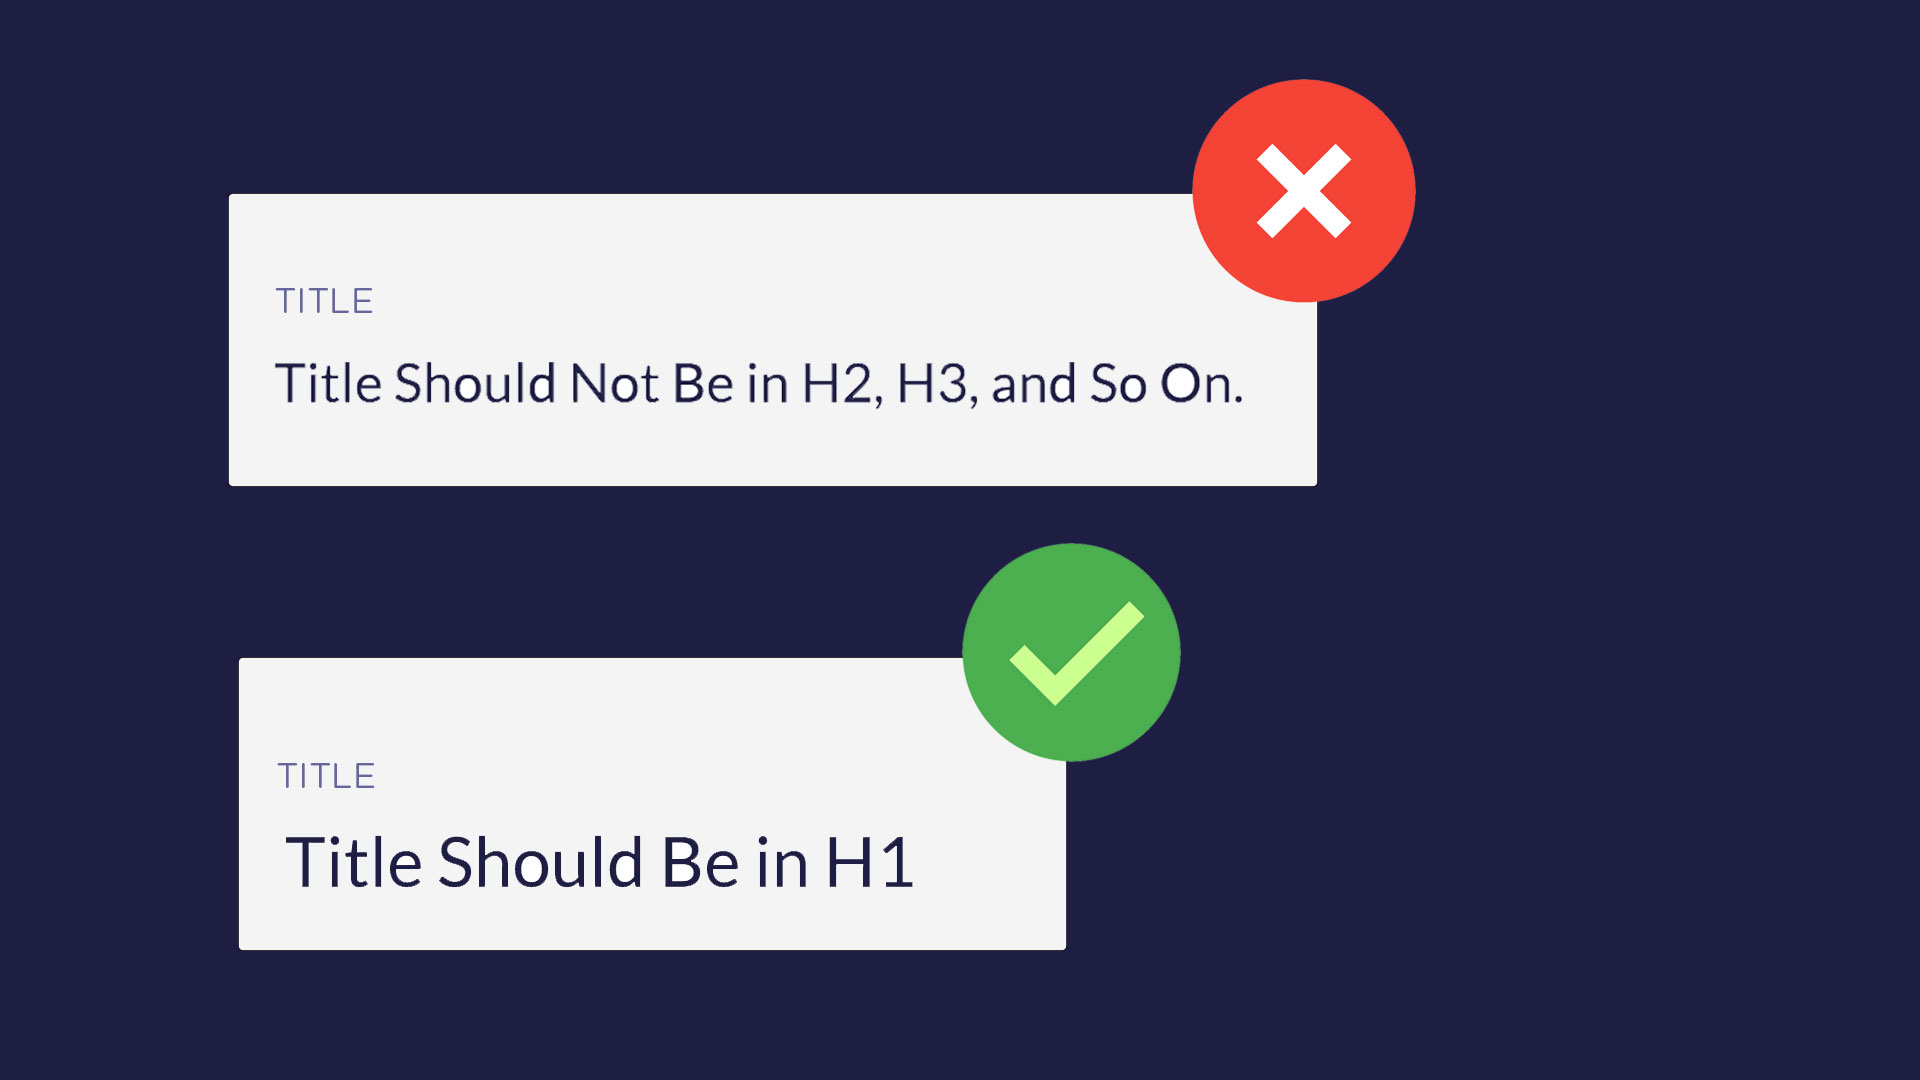 TITLE
Title Should Not Be in H2, H3, and So On.
TITLE
Title Should Be in H1